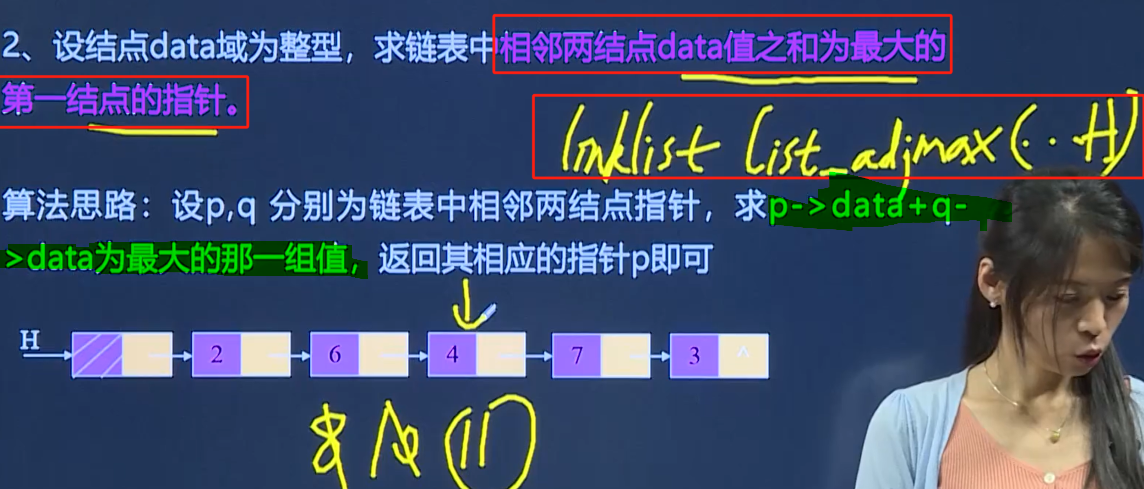 2、设结点data域为整型，求链表中相邻两结点data值之和为最大的
第一结点的指针。
linklist list_adjmax(‥H)
算法思路：设p,q 分别为链表中相邻两结点指针，求p->data+q-
>data为最大的那一组值，返回其相应的指针p即可
H 2 6 4 7 3 ^
11